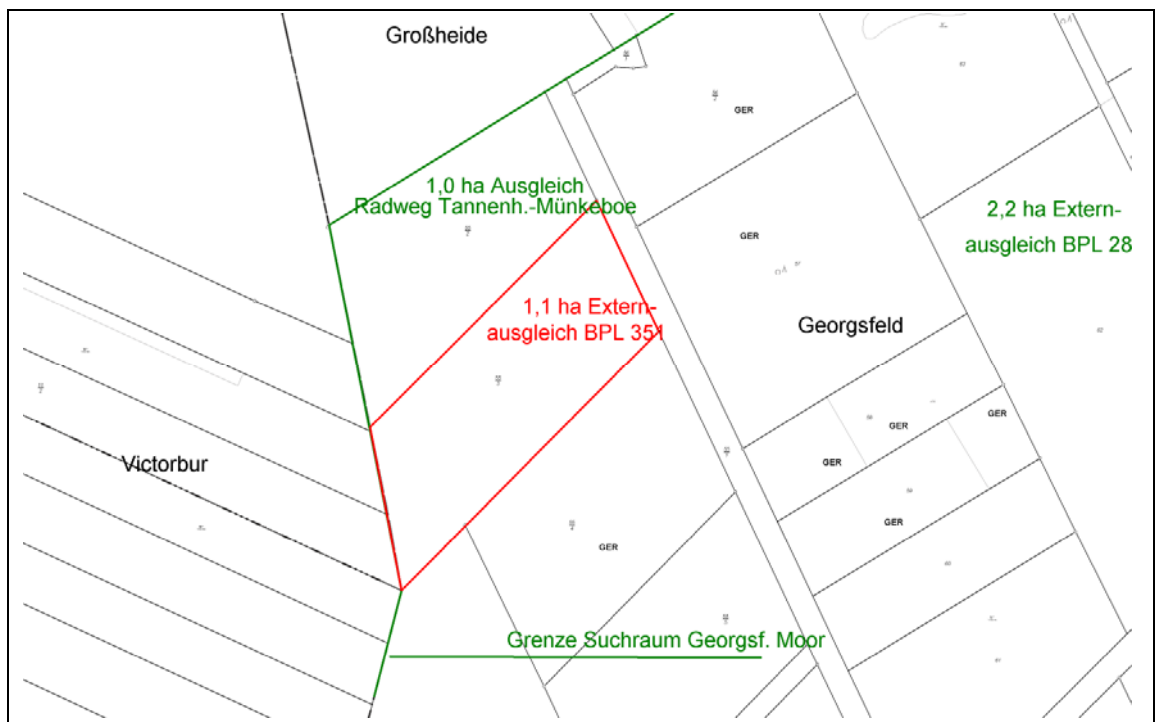 Großheide
GER
1,0 ha Ausgleich
Radweg Tannenh.-Münkeboe
2,2 ha Extern-
ausgleich BPL 28
GER
1,1 ha Extern-
ausgleich BPL 351
Georgsfeld
GER
GER
Victorbur
GER
GER
GER
Grenze Suchraum Georgsf. Moor